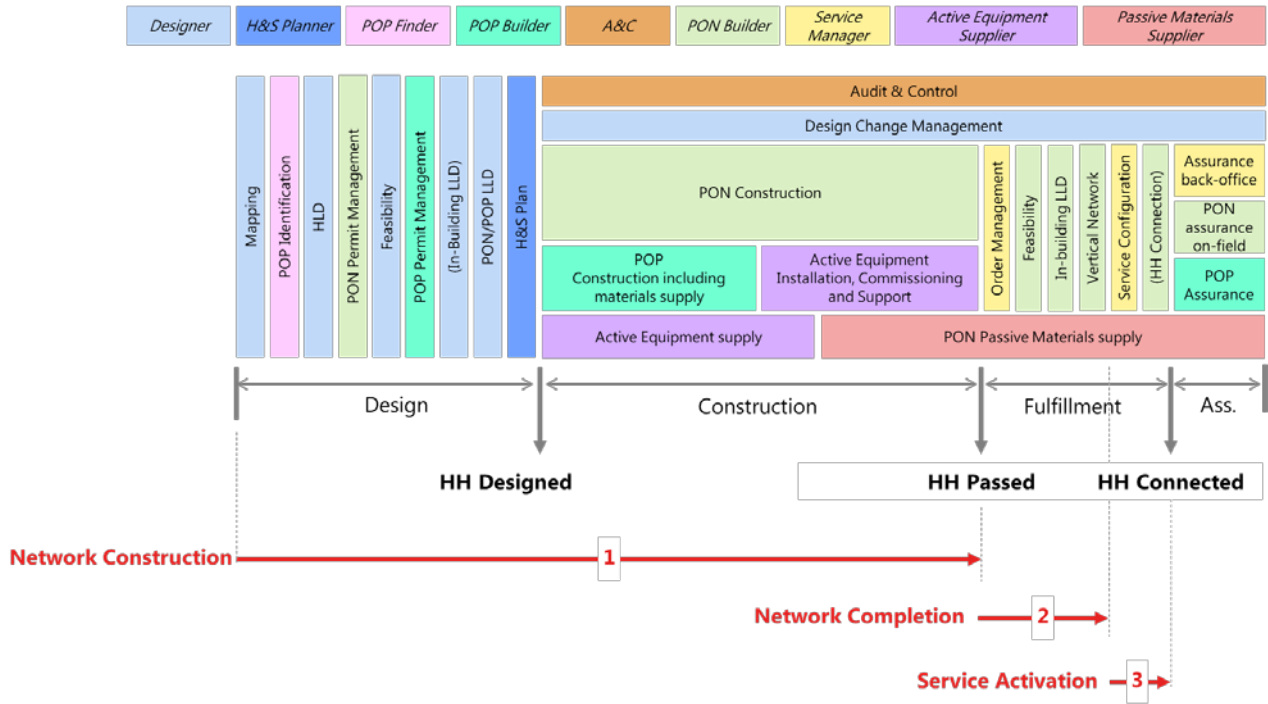 Designer
H&S Planner
POP Finder
POP Builder
A&C
PON Builder
Service
Manager
Active Equipment
Supplier
Passive Materials
Supplier
Mapping
POP Identification
HLD
PON Permit Management
Feasibility
POP Permit Management
(In-Building LLD)
PON/POP LLD
H&S Plan
Audit & Control
Design Change Management
PON Construction
POP
Construction including
materials supply
Active Equipment
Installation, Commissioning
and Support
Active Equipment supply
PON Passive Materials supply
Order Management
Feasibility
In-building LLD
Vertical Network
Service Configuration
(HH Connection)
Assurance
back-office
PON
assurance
on-field
POP
Assurance
Design
Construction
Fulfillment
Ass.
HH Designed
HH Passed
HH Connected
Network Construction
1
Network Completion
2
Service Activation
3